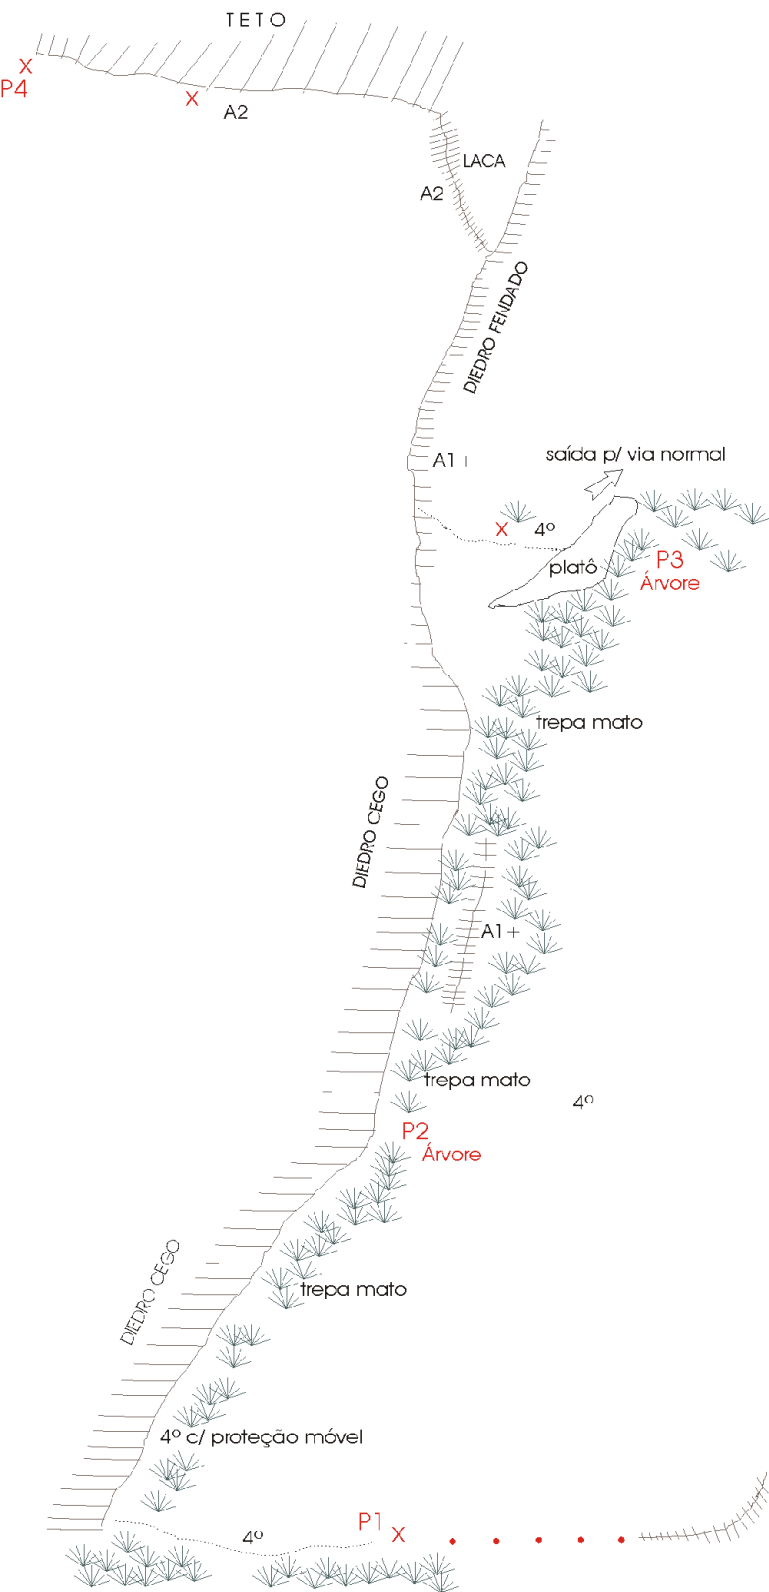 TETO
X
P4
X
A2
LACA
A2
DIEDRO FENDADO
A1+
saída p/ via normal
X
4º
platô
P3
Árvore
trepa mato
DIEDRO CEGO
A1+
trepa mato
4º
P2
Árvore
DIEDRO CEGO
trepa mato
4º c/ proteção móvel
P1
X
4º